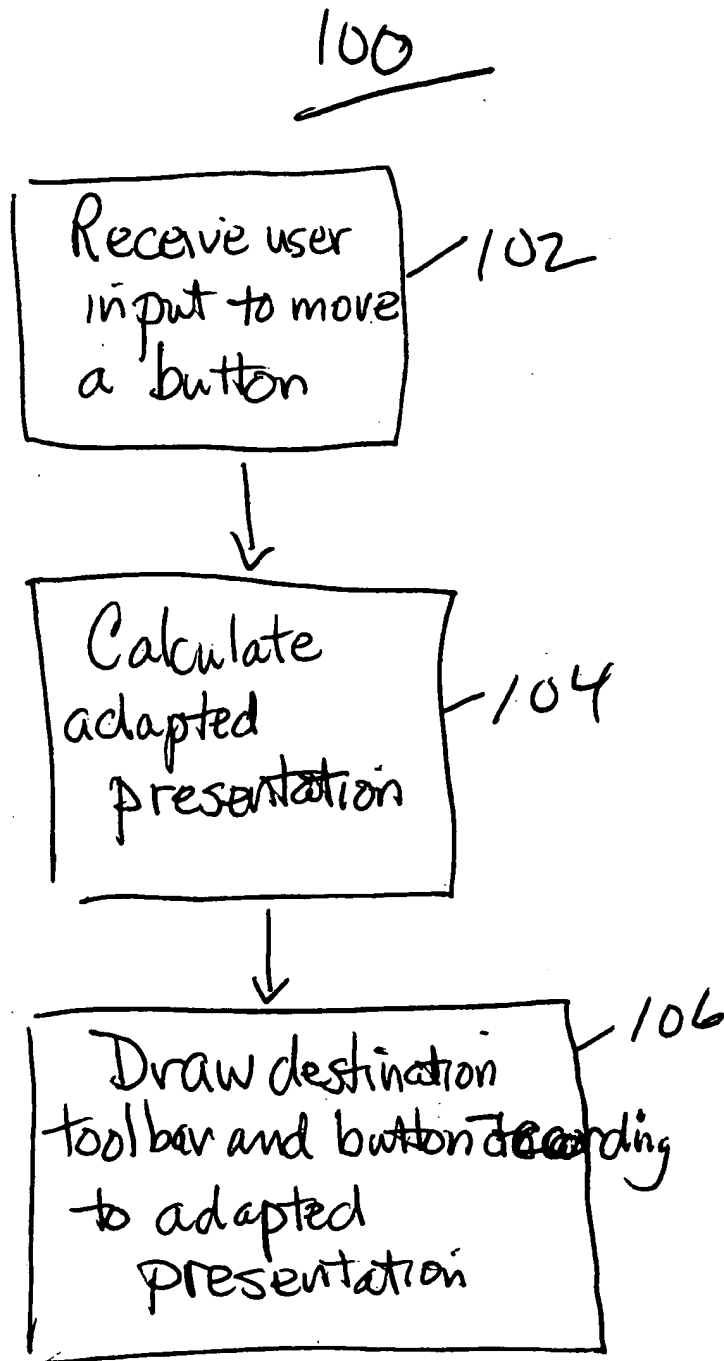 100
Receive user
input to move
a button
102
Calculate
adapted
presentation
104
Draw destination
toolbar and button according
to adapted
presentation
106